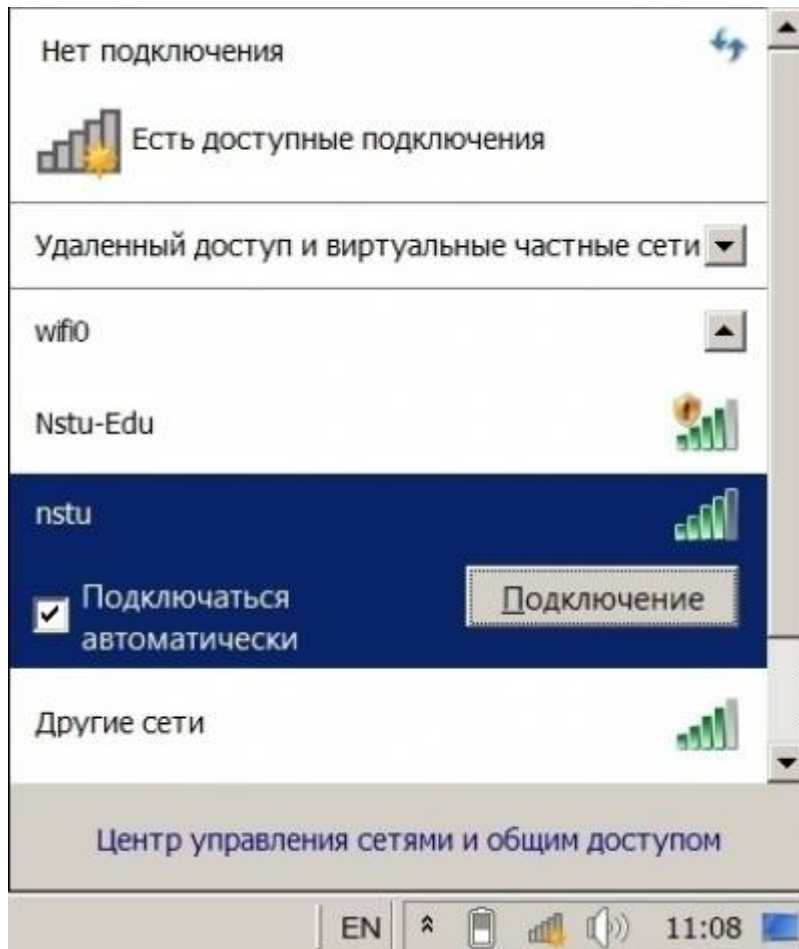 Нет подключения
Есть доступные подключения
Удаленный доступ и виртуальные частные сети
wifi0
Nstu-Edu
nstu
Подключаться
автоматически
Подключение
Другие сети
Центр управления сетями и общим доступом
EN
11:08